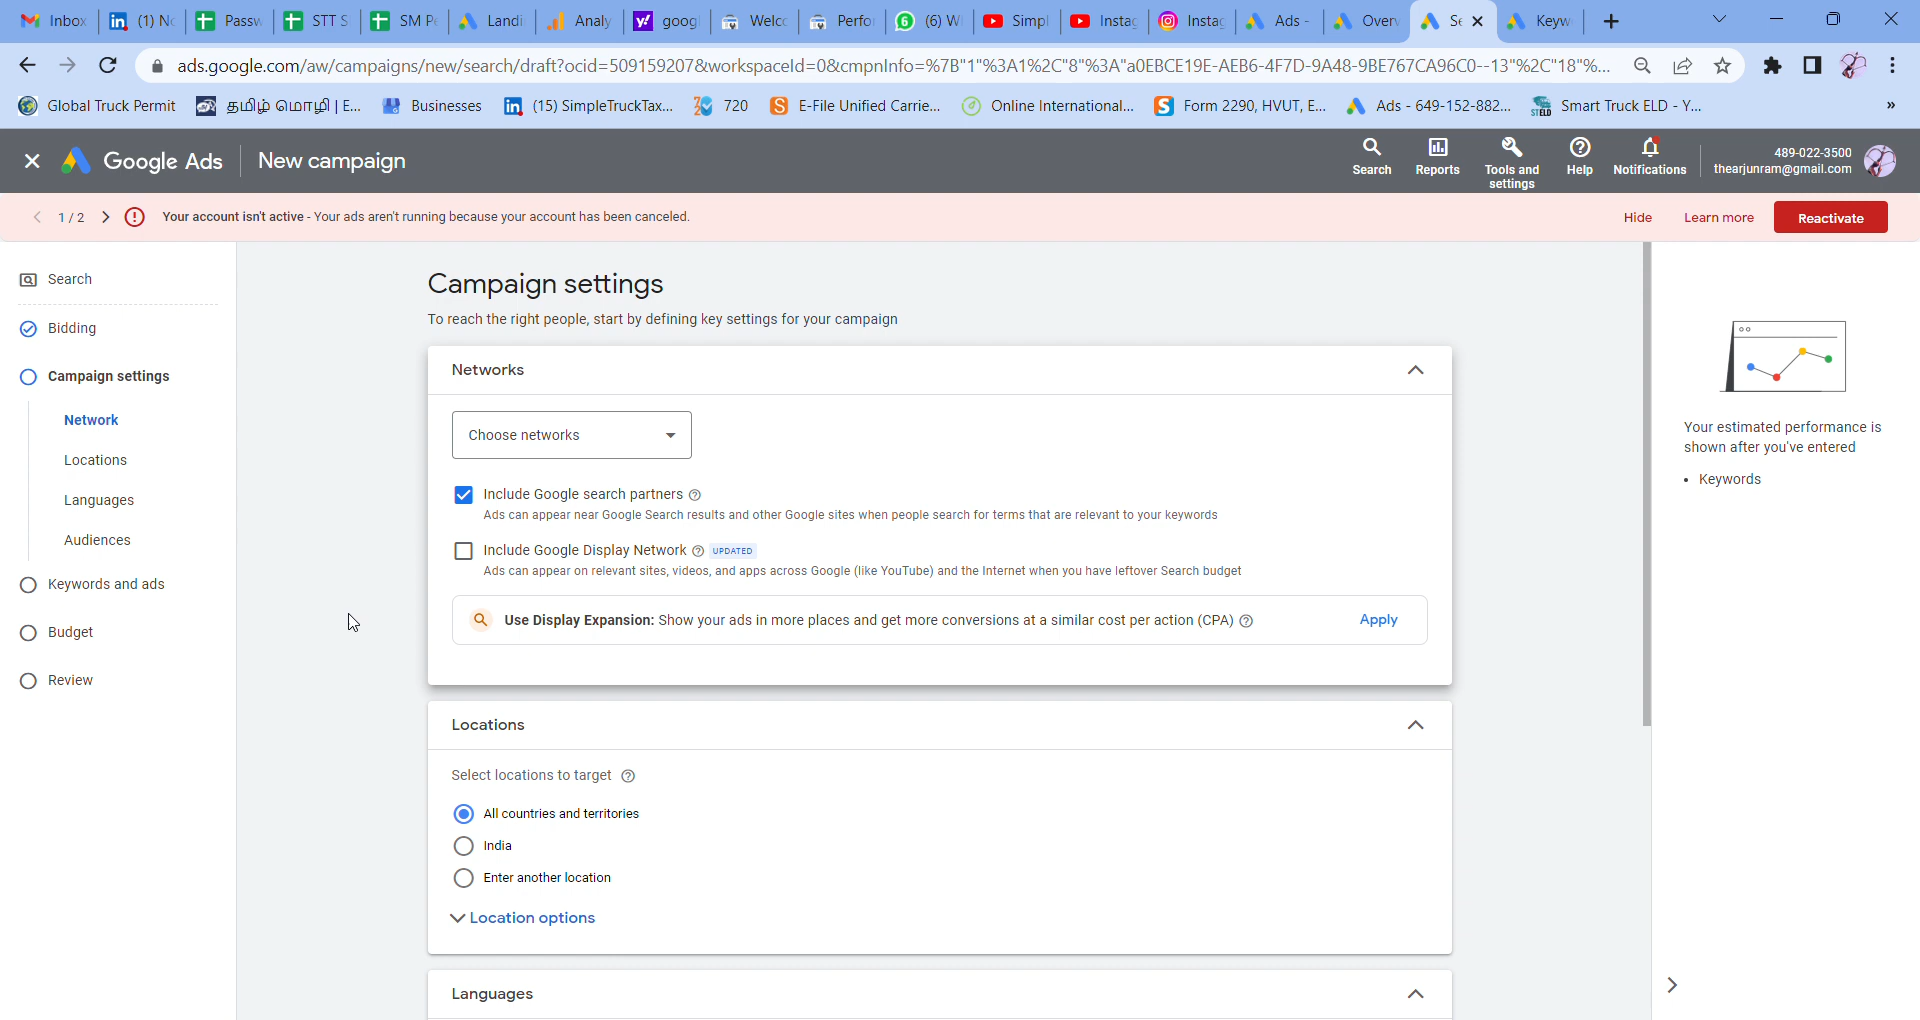 Inbox (1) N Passw STT S SM P Landi Analy goog Welc Perfo (6) W Simpl Instag Instag Ads - Overv Se Keyw
ads.google.com/aw/campaigns/new/search/draft?ocid=509159207&workspaceId=0&cmpnInfo=%7B"1"%3A1%2C"8"%3A"a0EBCE19E-AEB6-4F7D-9A48-9BE767CA96C0--13"%2C"18"%...
Global Truck Permit தமிழ் மொழி | E... Businesses (15) SimpleTruckTax... 720 E-File Unified Carrie... Online International... Form 2290, HVUT, E... Ads - 649-152-882... Smart Truck ELD - Y... »
Google Ads New campaign Search Reports Tools and settings Help Notifications 489-022-3500 thearjunram@gmail.com
1 / 2 Your account isn't active - Your ads aren't running because your account has been canceled. Hide Learn more Reactivate
Search
Bidding
Campaign settings
Network
Locations
Languages
Audiences
Keywords and ads
Budget
Review
Campaign settings
To reach the right people, start by defining key settings for your campaign
Networks
Choose networks
Include Google search partners
Ads can appear near Google Search results and other Google sites when people search for terms that are relevant to your keywords
Include Google Display Network UPDATED
Ads can appear on relevant sites, videos, and apps across Google (like YouTube) and the Internet when you have leftover Search budget
Use Display Expansion: Show your ads in more places and get more conversions at a similar cost per action (CPA) Apply
Locations
Select locations to target
All countries and territories
India
Enter another location
Location options
Languages
Your estimated performance is
shown after you've entered
• Keywords